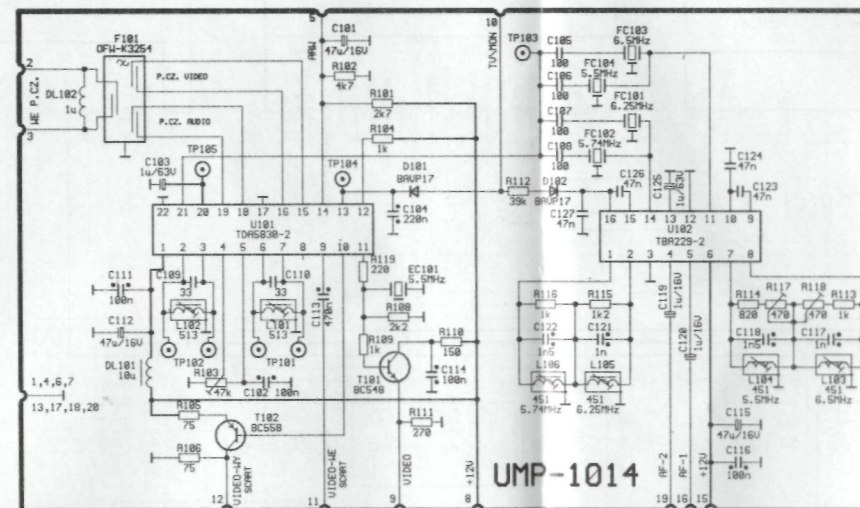 5
10
F101
OFW-K3254
P.CZ. VIDEO
P.CZ. AUDIO
2
WE P.CZ.
3
DL102
1u
ARW
C101
47u/16V
R102
4k7
R101
2k7
R104
1k
TV/MON
TP103
C105
100
C106
100
C107
100
C108
100
FC103
6.5MHz
FC104
5.5MHz
FC101
6.25MHz
FC102
5.74MHz
C103
1u/63V
TP105
TP104
D101
BAVP17
C104
220n
R112
39k
D102
BAVP17
C126
47n
C127
47n
C125
1u/63V
C124
47n
C123
47n
22 21 20 19 18 17 16 15 14 13 12
U101
TDA5830-2
1 2 3 4 5 6 7 8 9 10 11
16 15 14 13 12 11 10 9
U102
TBA229-2
1 2 3 4 5 6 7 8
C111
100n
C112
47u/16V
DL101
10u
C109
33
L102
513
TP102
C110
33
L101
513
TP101
R103
47k
C102
100n
C113
470n
R119
220
EC101
5.5MHz
R108
2k2
R109
1k
T101
BC548
R110
150
C114
100n
R111
270
1,4,6,7
13,17,18,20
R105
75
R106
75
T102
BC558
R116
1k
R115
1k2
C122
1n5
C121
1n
L106
451
5.74MHz
L105
451
6.25MHz
C119
1u/16V
C120
1u/16V
R114
820
R117
470
R118
470
R113
1k
C118
1n5
C117
1n
L104
451
5.5MHz
L103
451
6.5MHz
C115
47u/16V
C116
100n
UMP-1014
VIDEO-WY
SCART
VIDEO-WE
SCART
VIDEO
+12V
AF-2
AF-1
+12V
12
11
9
8
19
16
15